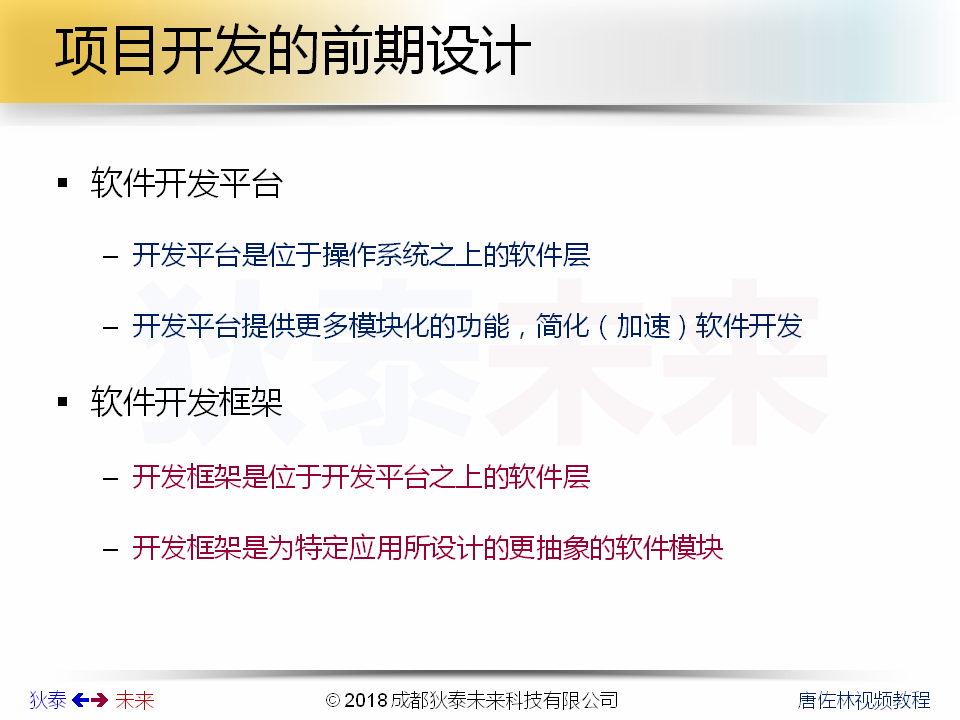 项目开发的前期设计
▪ 软件开发平台
– 开发平台是位于操作系统之上的软件层
– 开发平台提供更多模块化的功能，简化（加速）软件开发
狄泰未来
▪ 软件开发框架
– 开发框架是位于开发平台之上的软件层
– 开发框架是为特定应用所设计的更抽象的软件模块
狄泰 未来
© 2018 成都狄泰未来科技有限公司
唐佐林视频教程